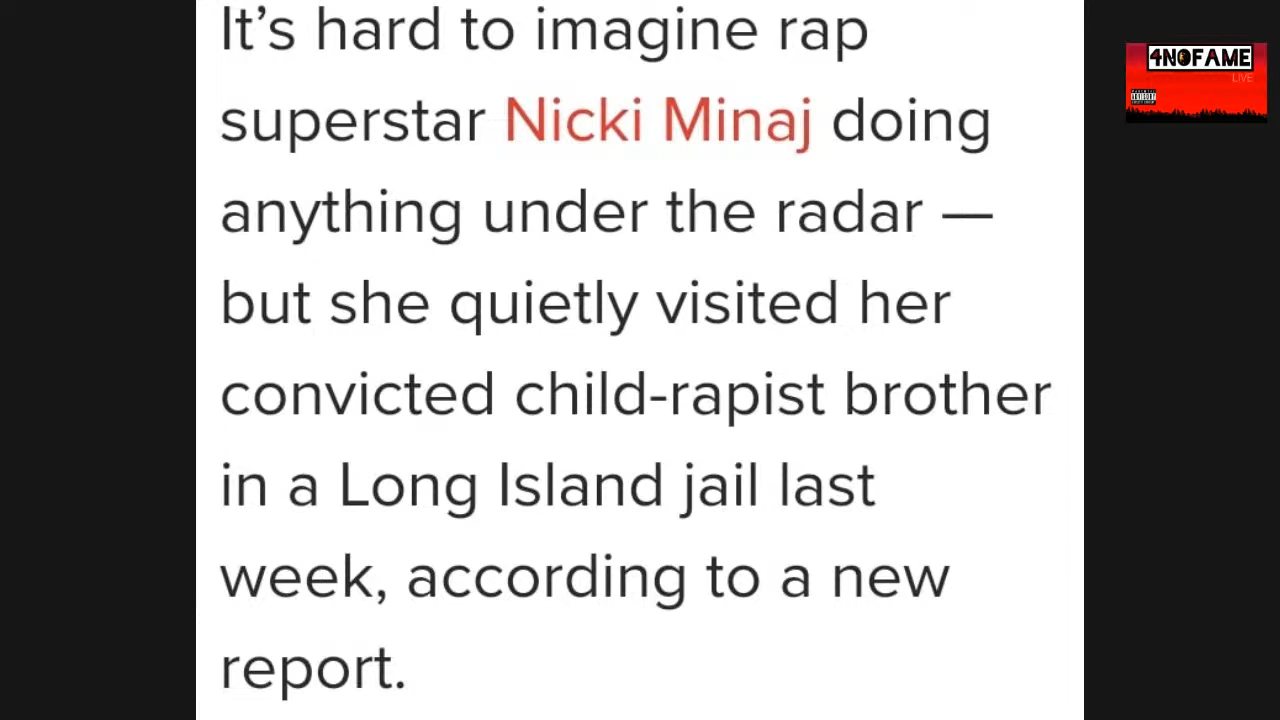 It’s hard to imagine rap
superstar Nicki Minaj doing
anything under the radar —
but she quietly visited her
convicted child-rapist brother
in a Long Island jail last
week, according to a new
report.
4NOFAME
LIVE